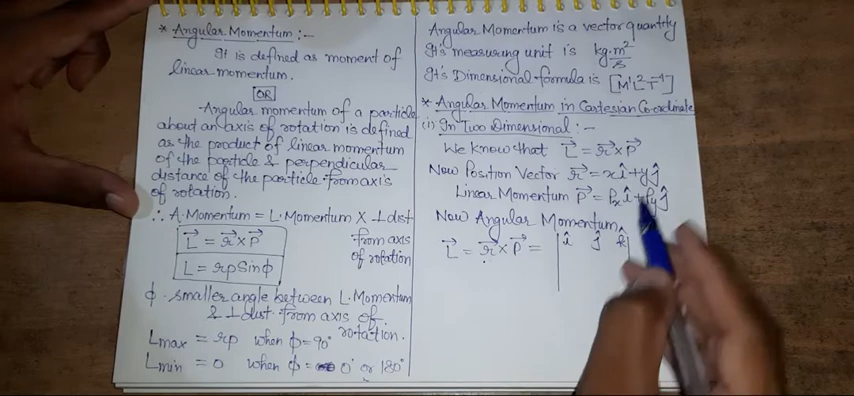 * Angular Momentum :-
It is defined as moment of
linear momentum.
[OR]
Angular momentum of a particle
about an axis of rotation is defined
as the product of linear momentum
of the particle & perpendicular
distance of the particle from axis
of rotation.
∴ A. Momentum = L. Momentum × ⊥ dist
from axis
of rotation
L⃗ = r⃗ × P⃗
L = rpSinϕ
ϕ - smaller angle between L. Momentum
& ⊥ dist. from axis of
rotation.
Lmax = rp when ϕ = 90°
Lmin = 0 when ϕ = 0° or 180°
Angular Momentum is a vector quantity
It's measuring unit is kg.m²/s
It's Dimensional formula is [M¹L²T⁻¹]
* Angular Momentum in Cartesian Co-ordinate
(i) In Two Dimensional :-
We know that L⃗ = r⃗ × P⃗
Now Position Vector r⃗ = xî + yĵ
Linear Momentum P⃗ = Pxî + Pyĵ
Now Angular Momentum
L⃗ = r⃗ × P⃗ = | î ĵ k̂ |